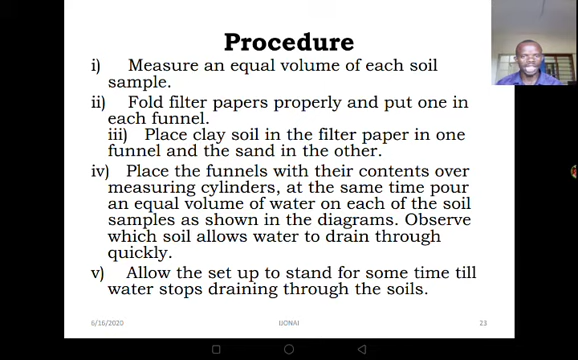 Procedure
i) Measure an equal volume of each soil
sample.
ii) Fold filter papers properly and put one in
each funnel.
iii) Place clay soil in the filter paper in one
funnel and the sand in the other.
iv) Place the funnels with their contents over
measuring cylinders, at the same time pour
an equal volume of water on each of the soil
samples as shown in the diagrams. Observe
which soil allows water to drain through
quickly.
v) Allow the set up to stand for some time till
water stops draining through the soils.
6/16/2020 IJONAI 23